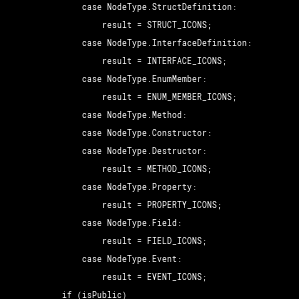 case NodeType.StructDefinition:
result = STRUCT_ICONS;
case NodeType.InterfaceDefinition:
result = INTERFACE_ICONS;
case NodeType.EnumMember:
result = ENUM_MEMBER_ICONS;
case NodeType.Method:
case NodeType.Constructor:
case NodeType.Destructor:
result = METHOD_ICONS;
case NodeType.Property:
result = PROPERTY_ICONS;
case NodeType.Field:
result = FIELD_ICONS;
case NodeType.Event:
result = EVENT_ICONS;
if (isPublic)